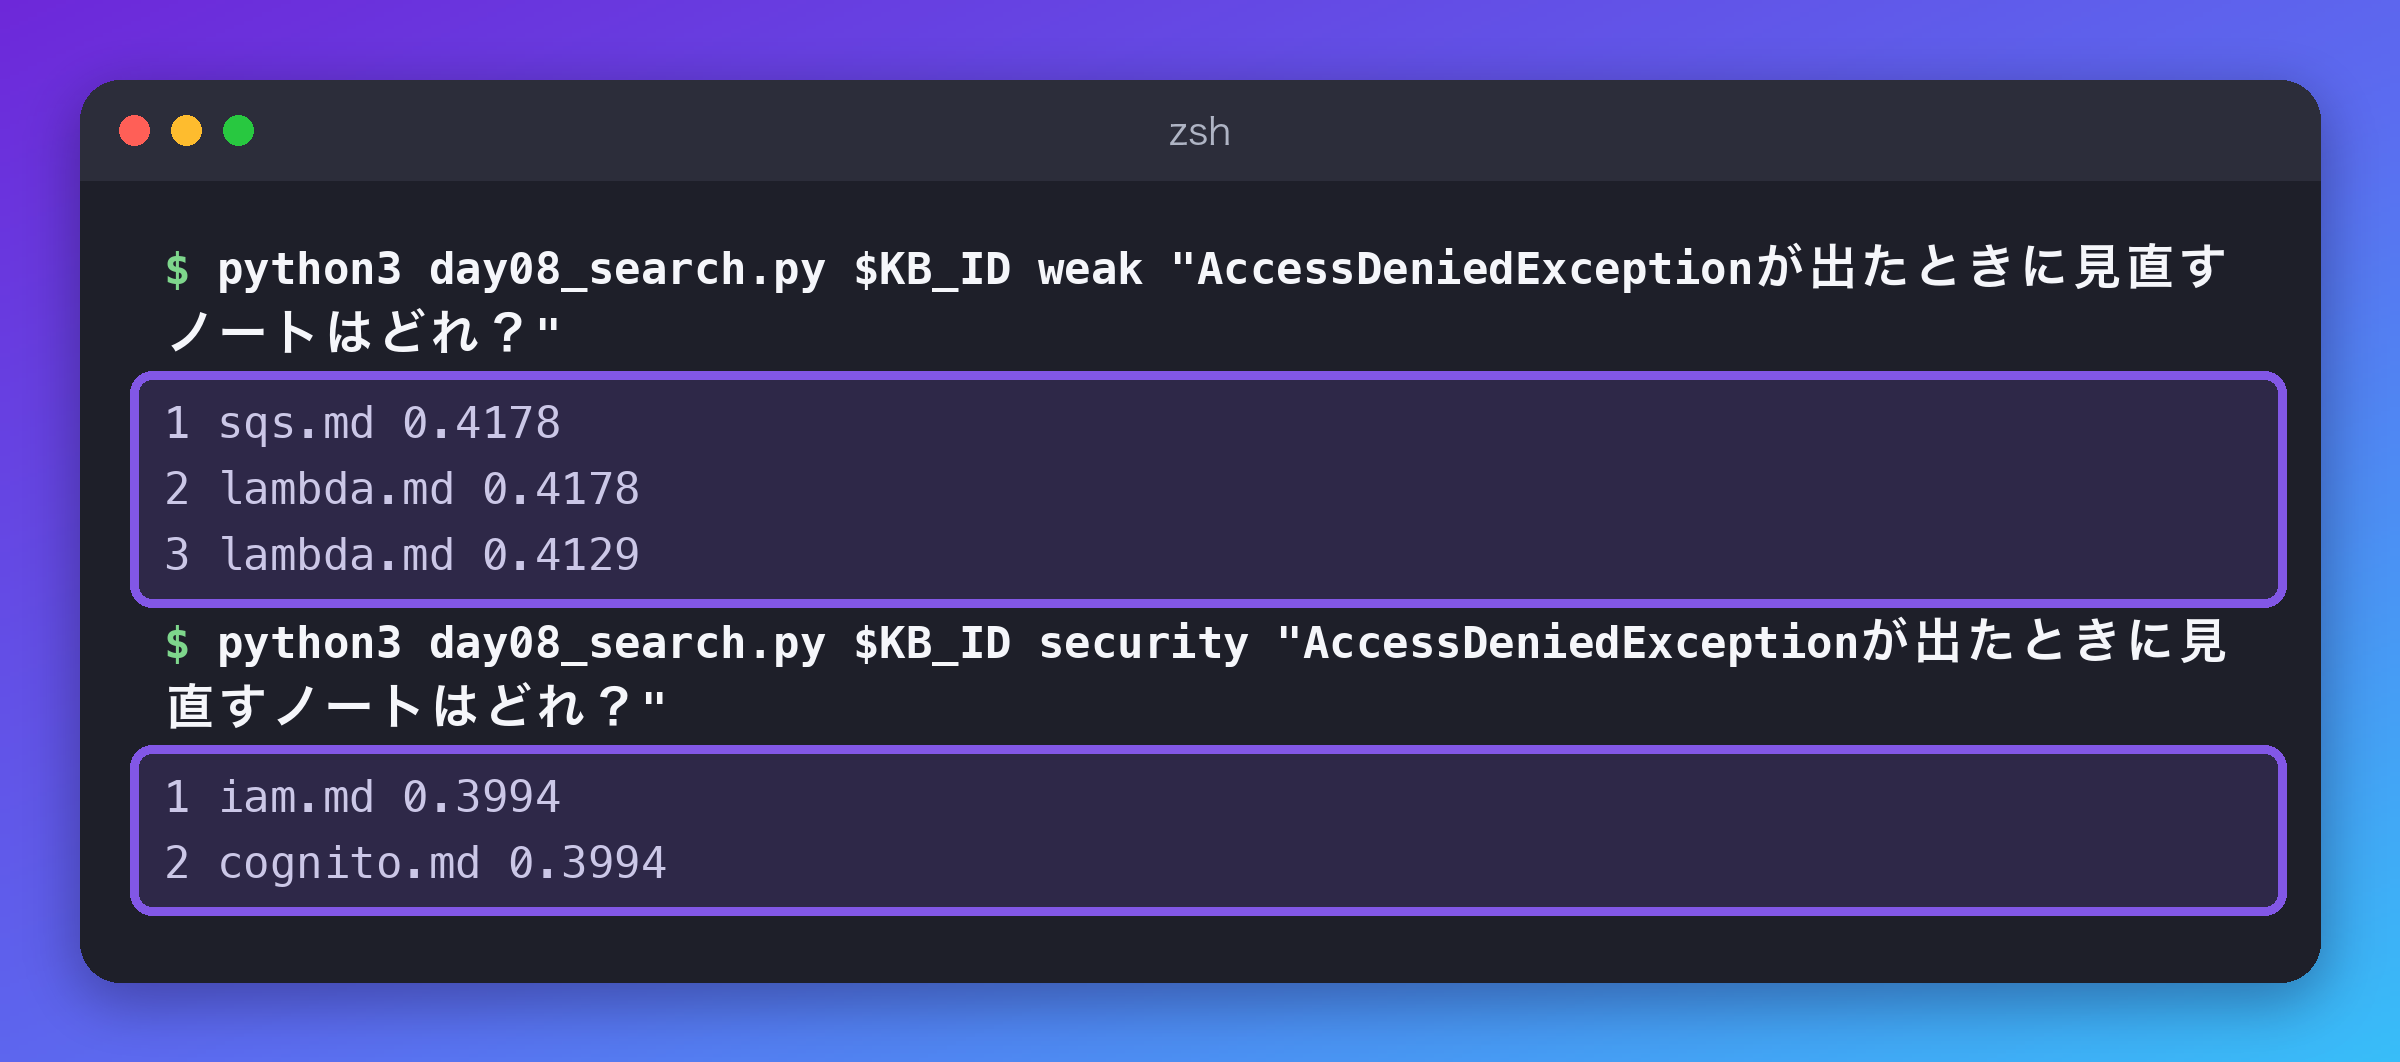 zsh
$ python3 day08_search.py $KB_ID weak "AccessDeniedExceptionが出たときに見直す
ノートはどれ？"
1 sqs.md 0.4178
2 lambda.md 0.4178
3 lambda.md 0.4129
$ python3 day08_search.py $KB_ID security "AccessDeniedExceptionが出たときに見
直すノートはどれ？"
1 iam.md 0.3994
2 cognito.md 0.3994